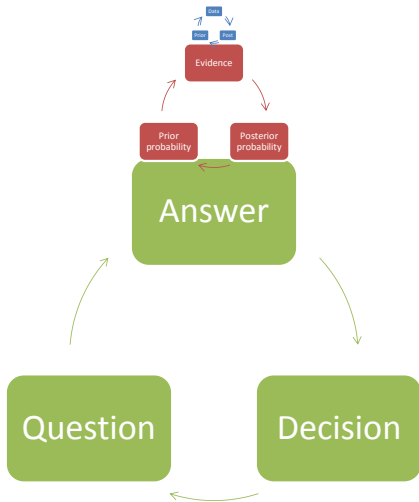 Data
Prior
Post
Evidence
Prior
probability
Posterior
probability
Answer
Question
Decision